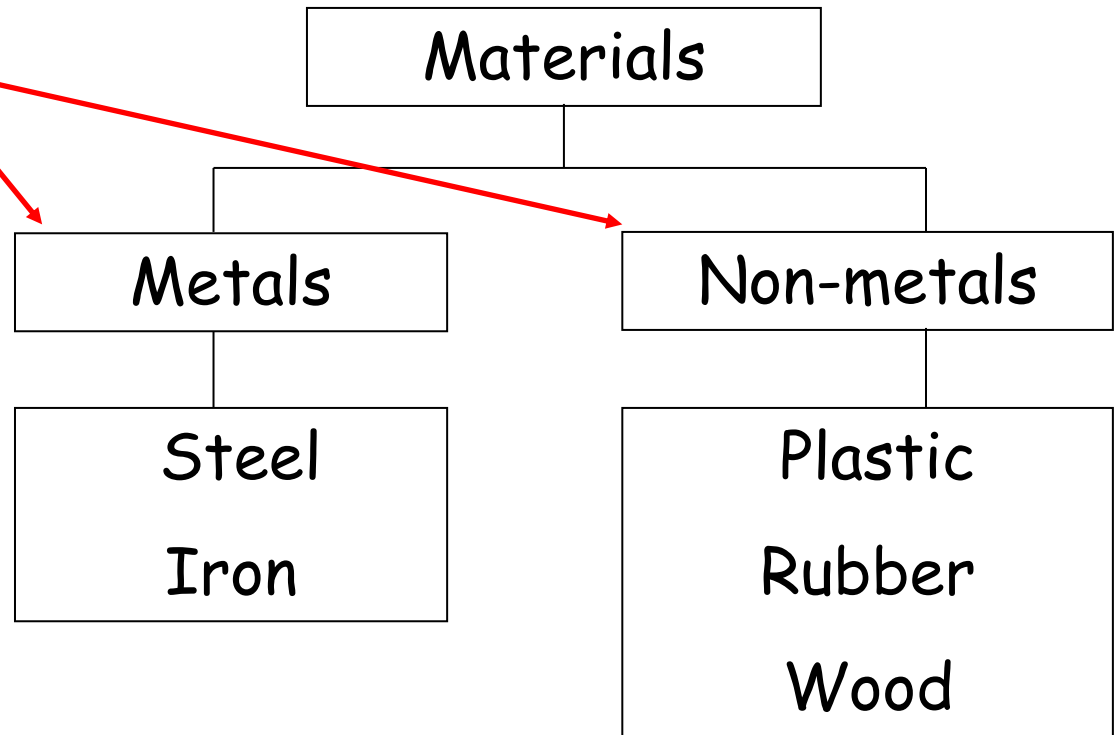 Materials
Metals
Non-metals
Steel
Iron
Plastic
Rubber
Wood